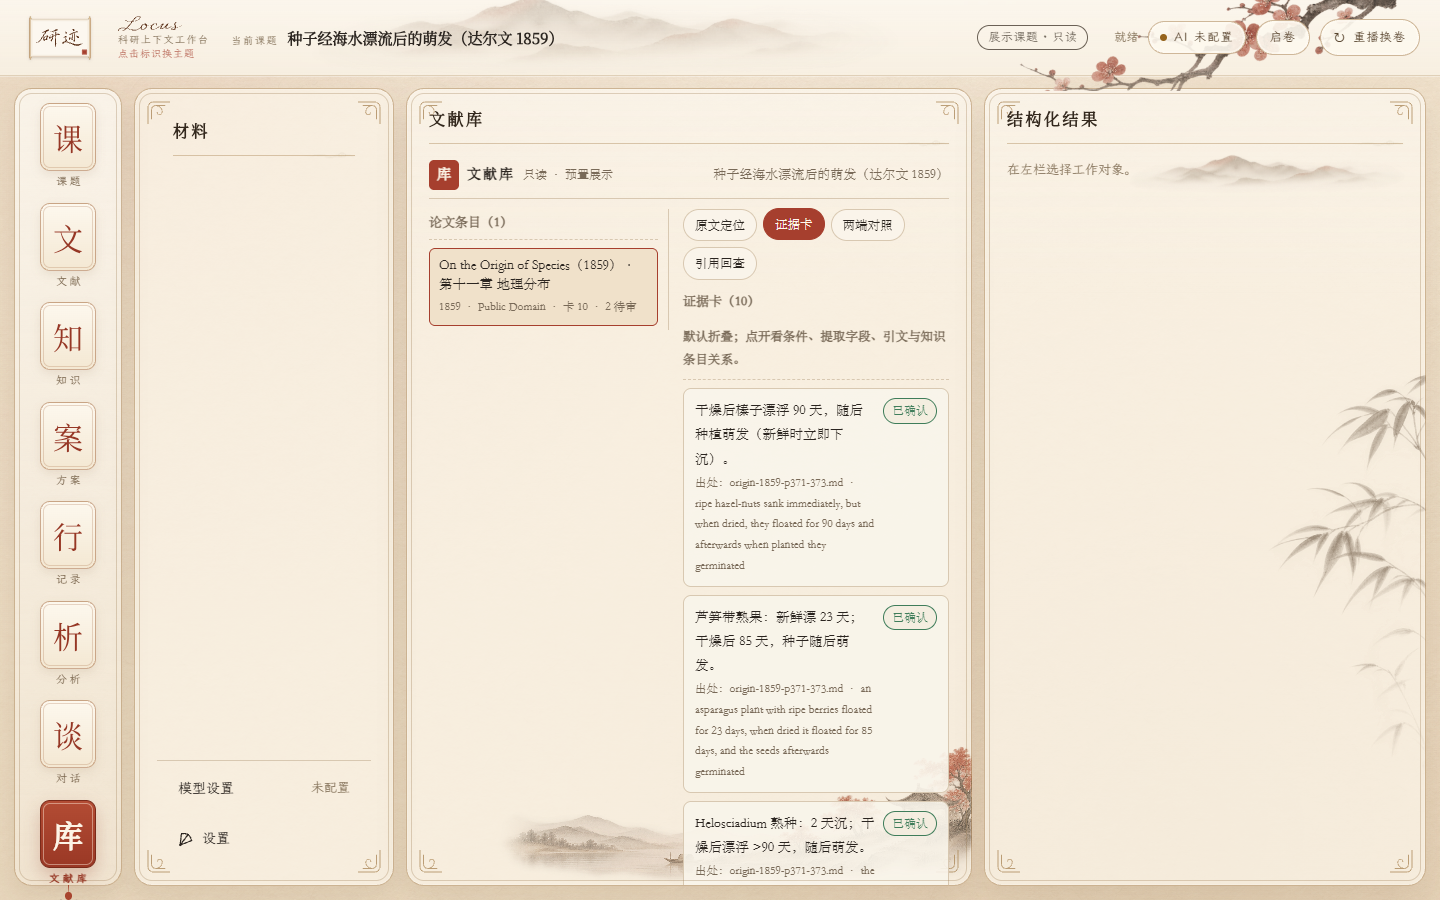 研迹
Locus
科研上下文工作台
点击标识换主题
当前课题 种子经海水漂流后的萌发（达尔文 1859）
展示课题·只读
就绪
AI 未配置
启卷
↻ 重播换卷
课
课题
文
文献
知
知识
案
方案
行
记录
析
分析
谈
对话
库
文献库
材料
模型设置 未配置
设置
文献库
库 文献库 只读 · 预置展示 种子经海水漂流后的萌发（达尔文 1859）
论文条目（1）
On the Origin of Species（1859） ·
第十一章 地理分布
1859 · Public Domain · 卡 10 · 2 待审
原文定位 证据卡 两端对照
引用回查
证据卡（10）
默认折叠；点开看条件、提取字段、引文与知识
条目关系。
干燥后榛子漂浮 90 天，随后
种植萌发（新鲜时立即下
沉）。
已确认
出处：origin-1859-p371-373.md ·
ripe hazel-nuts sank immediately, but
when dried, they floated for 90 days and
afterwards when planted they
germinated
芦笋带熟果：新鲜漂 23 天；
干燥后 85 天，种子随后萌
发。
已确认
出处：origin-1859-p371-373.md · an
asparagus plant with ripe berries floated
for 23 days, when dried it floated for 85
days, and the seeds afterwards
germinated
Helosciadium 熟种：2 天沉；干
燥后漂浮 >90 天，随后萌发。
已确认
出处：origin-1859-p371-373.md · the
结构化结果
在左栏选择工作对象。